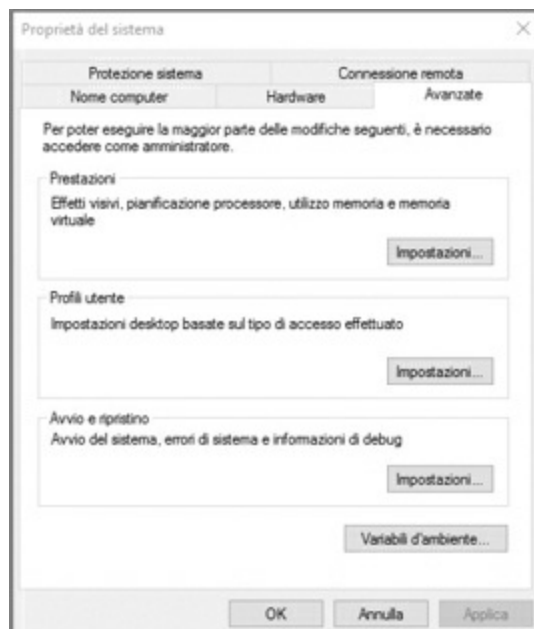 Proprietà del sistema
Protezione sistema
Connessione remota
Nome computer
Hardware
Avanzate
Per poter eseguire la maggior parte delle modifiche seguenti, è necessario
accedere come amministratore.
Prestazioni
Effetti visivi, pianificazione processore, utilizzo memoria e memoria
virtuale
Impostazioni...
Profili utente
Impostazioni desktop basate sul tipo di accesso effettuato
Impostazioni...
Avvio e ripristino
Avvio del sistema, errori di sistema e informazioni di debug
Impostazioni...
Variabili d'ambiente...
OK
Annulla
Applica